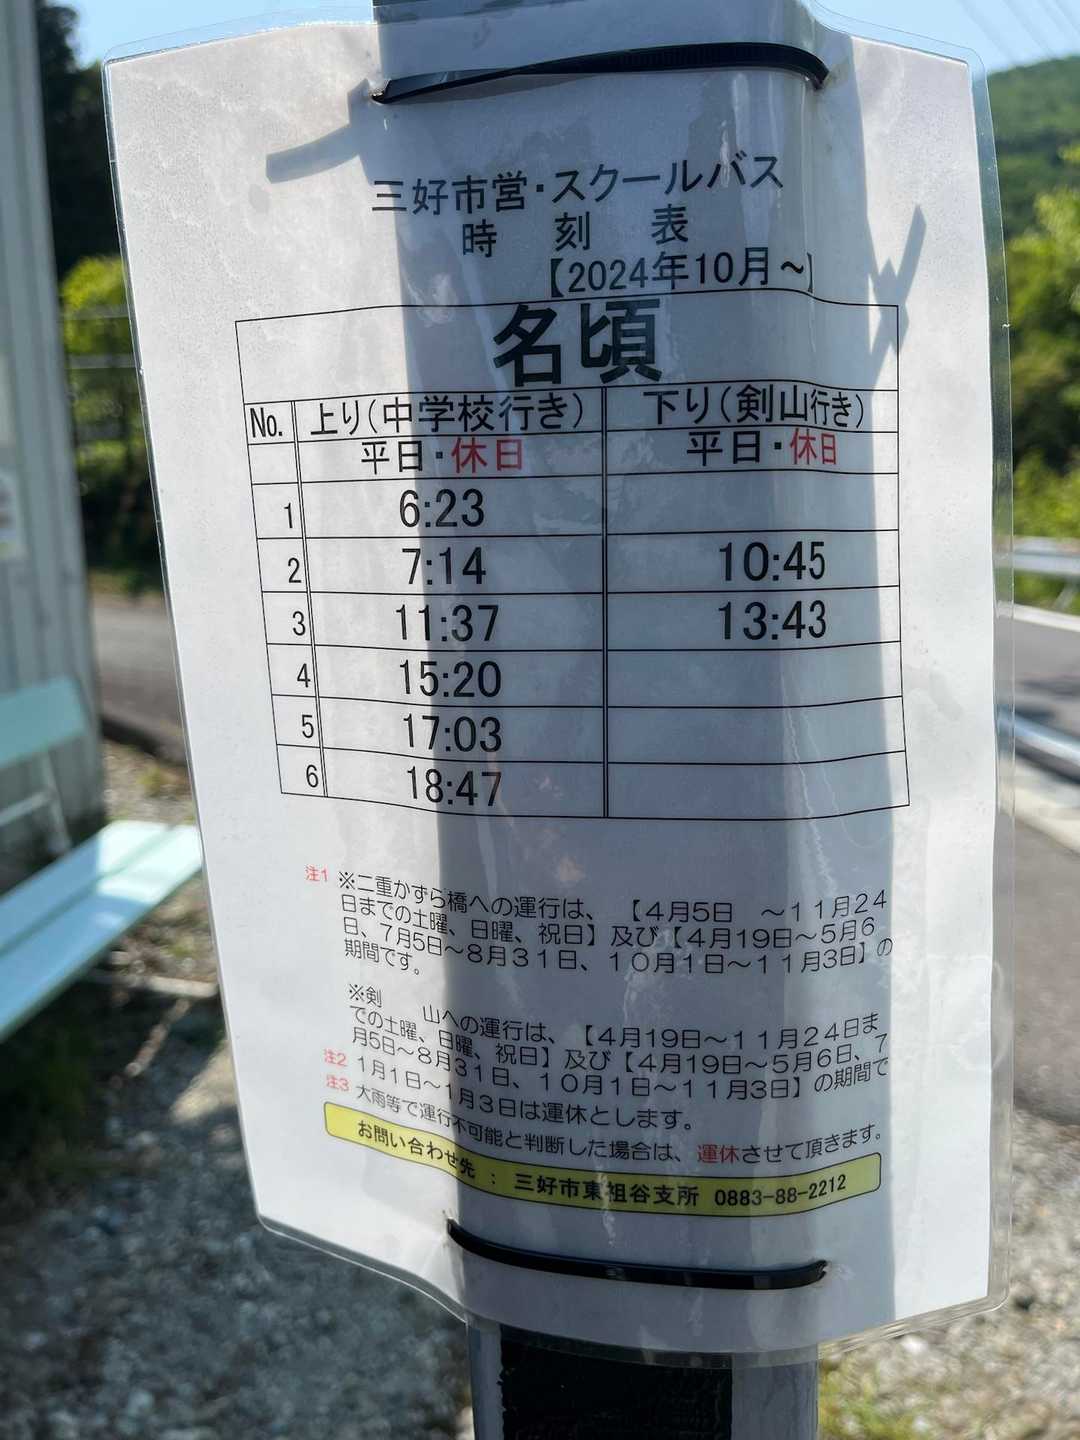 三好市営・スクールバス
時 刻 表
【2024年10月~】
名頃
No. 上り(中学校行き) 下り(剣山行き)
平日・休日 平日・休日
1 6:23
2 7:14 10:45
3 11:37 13:43
4 15:20
5 17:03
6 18:47
注1 ※二重かずら橋への運行は、 【4月5日 ~11月24
日までの土曜、日曜、祝日】及び【4月19日~5月6
日、7月5日~8月31日、10月1日~11月3日】の
期間です。
※剣 山への運行は、【4月19日~11月24日ま
での土曜、日曜、祝日】及び【4月19日~5月6日、7
月5日~8月31日、10月1日~11月3日】の期間で
注2 1月1日~1月3日は運休とします。
注3 大雨等で運行不可能と判断した場合は、運休させて頂きます。
お問い合わせ先 : 三好市東祖谷支所 0883-88-2212